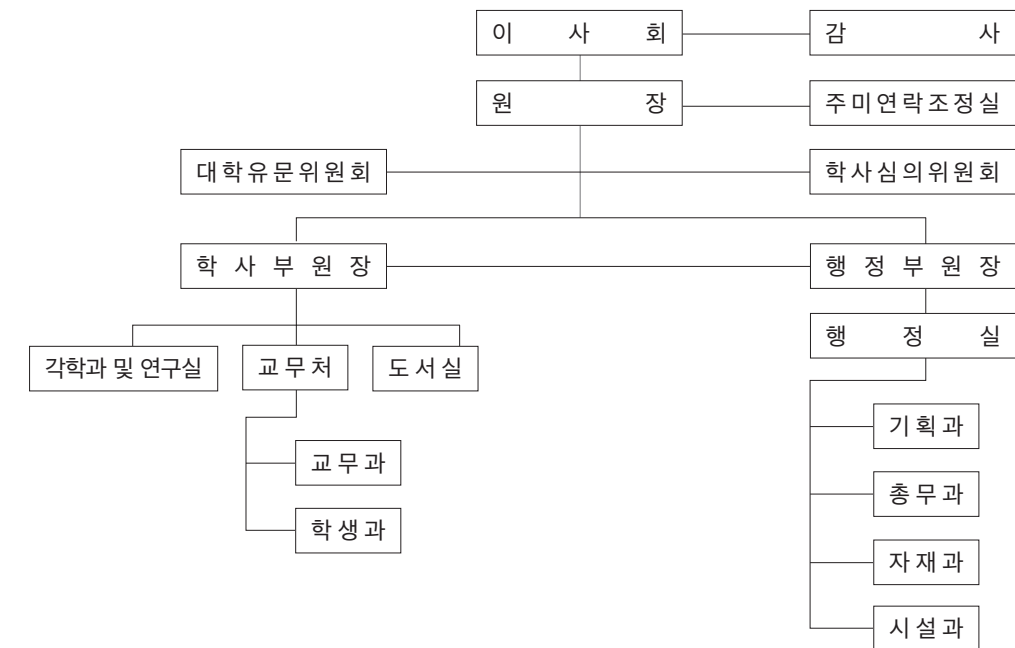 이 사 회
감 사
원 장
주미연락조정실
대학유문위원회
학사심의위원회
학 사 부 원 장
행 정 부 원 장
행 정 실
각학과 및 연구실
교무처
도서실
기획과
교무과
총무과
학생과
자재과
시설과